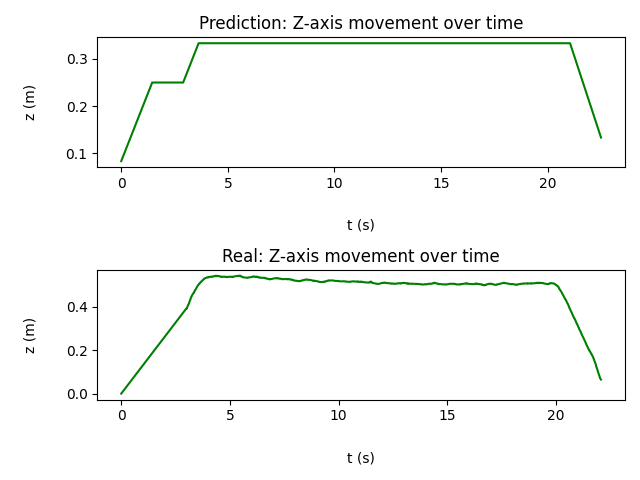 Prediction: Z-axis movement over time
z (m)
0.3
0.2
0.1
0 5 10 15 20
t (s)
Real: Z-axis movement over time
z (m)
0.4
0.2
0.0
0 5 10 15 20
t (s)